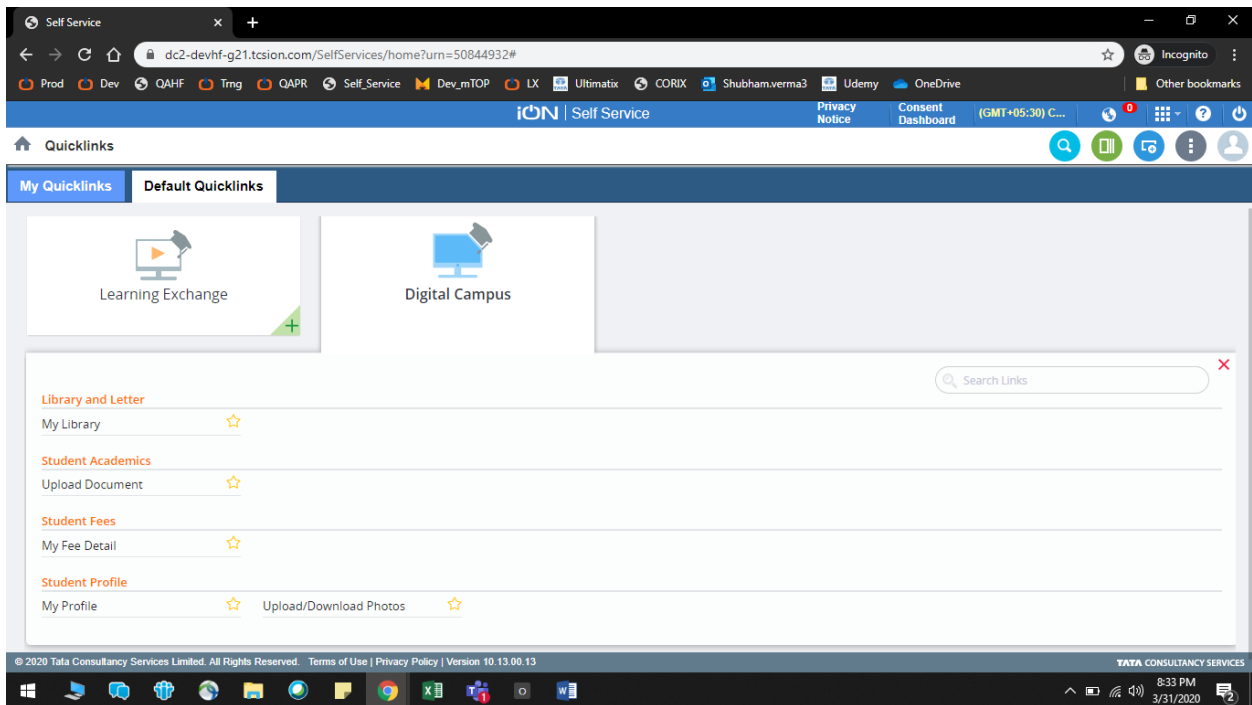 Self Service
dc2-devhf-g21.tcsion.com/SelfServices/home?urn=50844932#
Incognito
Prod Dev QAHF Trng QAPR Self_Service Dev_mTOP LX Ultimatix CORIX Shubham.verma3 Udemy OneDrive Other bookmarks
iON | Self Service Privacy Notice Consent Dashboard (GMT+05:30) C... 0
Quicklinks
My Quicklinks Default Quicklinks
Learning Exchange Digital Campus
Search Links
Library and Letter
My Library
Student Academics
Upload Document
Student Fees
My Fee Detail
Student Profile
My Profile Upload/Download Photos
© 2020 Tata Consultancy Services Limited. All Rights Reserved. Terms of Use | Privacy Policy | Version 10.13.00.13 TATA CONSULTANCY SERVICES
8:33 PM
3/31/2020